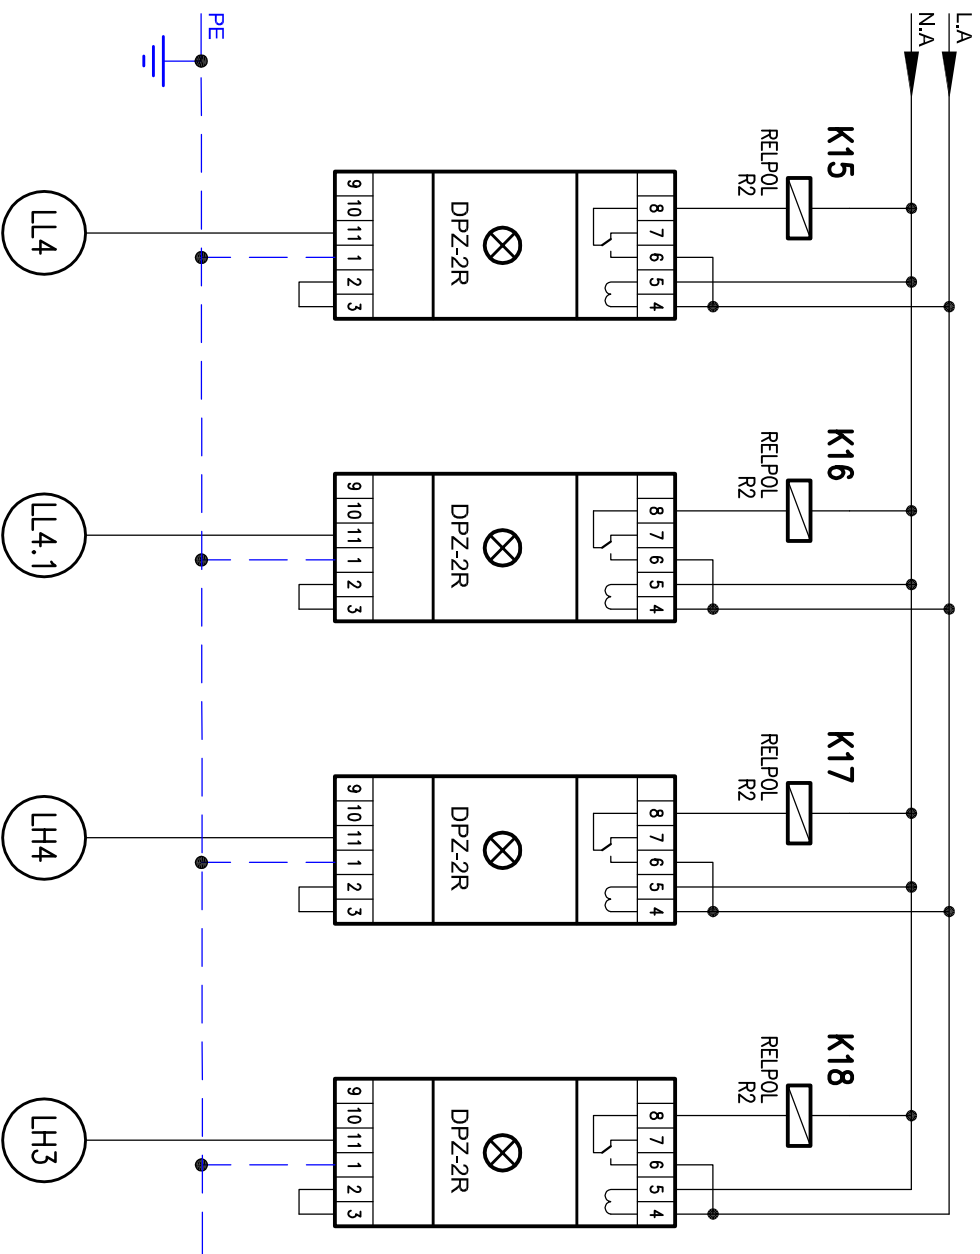 L.A
N.A
K15
RELPOL
R2
8 7 6 5 4
DPZ-2R
9 10 11 1 2 3
LL4
K16
RELPOL
R2
8 7 6 5 4
DPZ-2R
9 10 11 1 2 3
LL4.1
K17
RELPOL
R2
8 7 6 5 4
DPZ-2R
9 10 11 1 2 3
LH4
K18
RELPOL
R2
8 7 6 5 4
DPZ-2R
9 10 11 1 2 3
LH3
PE